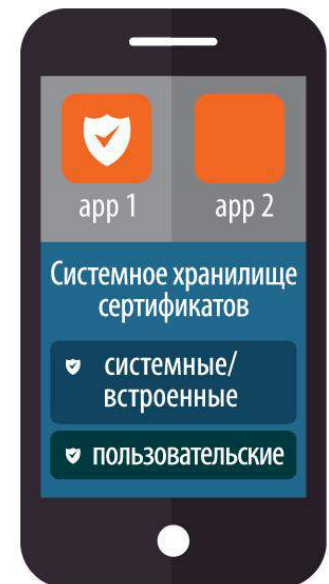 app 1
app 2
Системное хранилище
сертификатов
системные/
встроенные
пользовательские